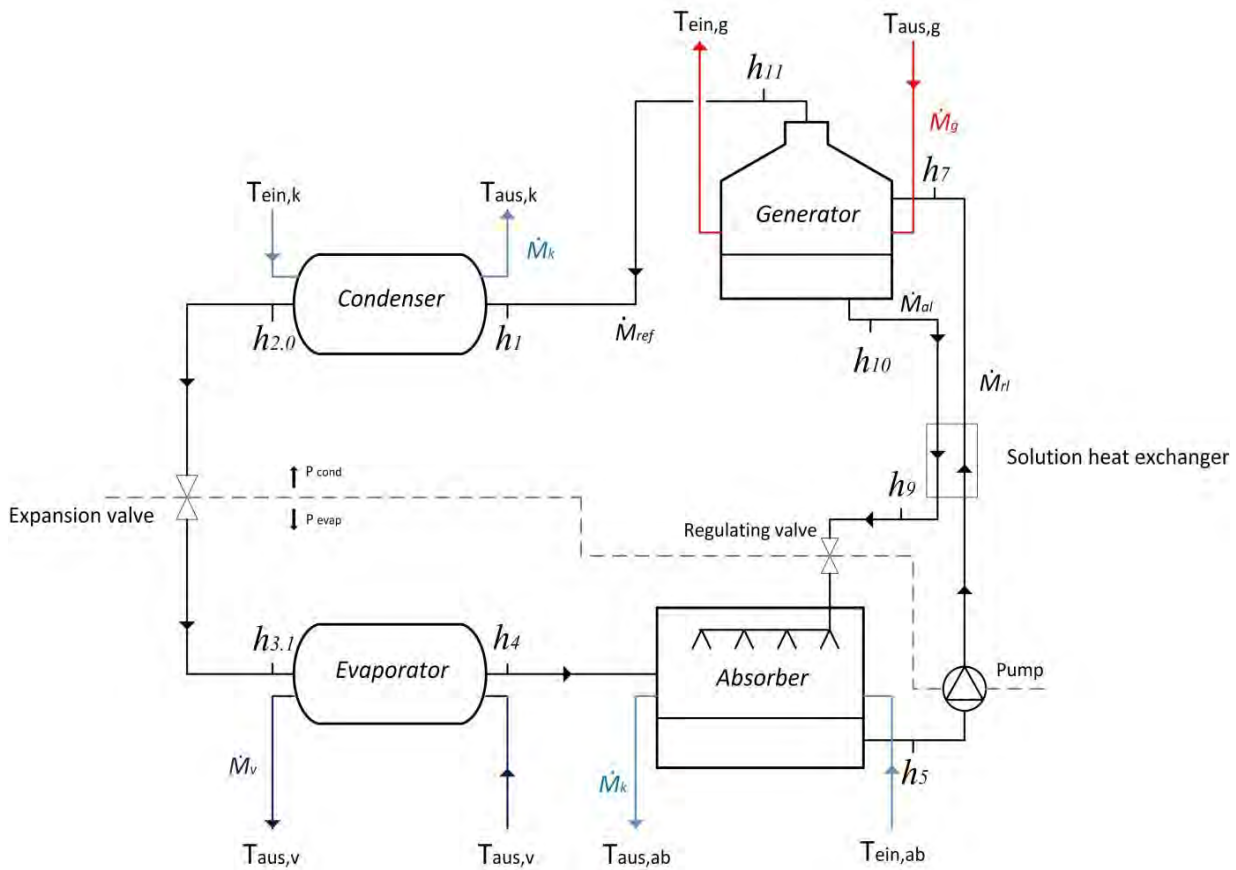 Tein,g
Taus,g
h11
Ṁg
h7
Tein,k
Taus,k
Generator
Ṁk
Condenser
Ṁal
h2.0
h1
Ṁref
h10
Ṁrl
Solution heat exchanger
P cond
h9
Expansion valve
P evap
Regulating valve
h3.1
h4
Evaporator
Absorber
Pump
Ṁv
Ṁk
h5
Taus,v
Taus,v
Taus,ab
Tein,ab